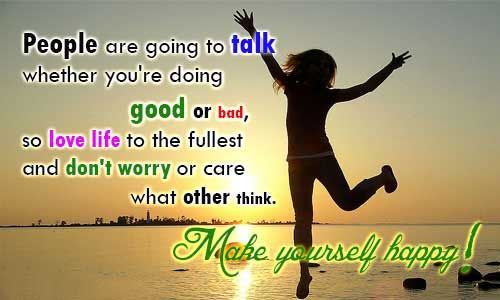 People are going to talk
whether you're doing
good or bad,
so love life to the fullest
and don't worry or care
what other think.
Make yourself happy!